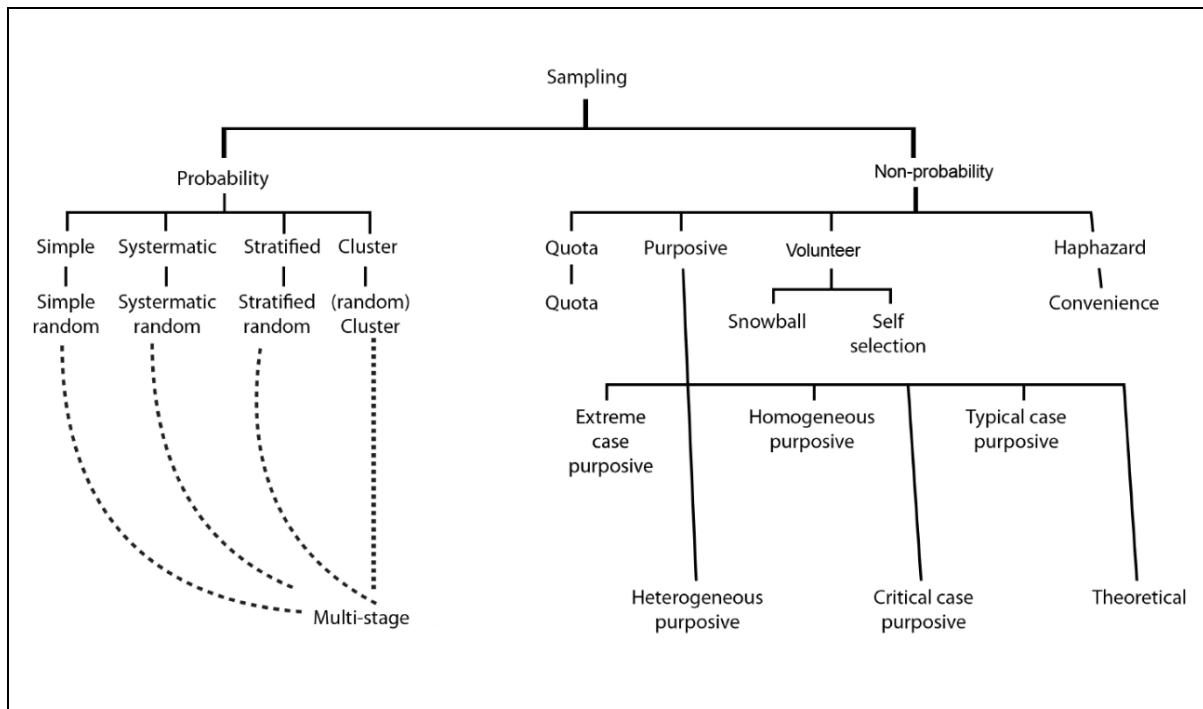 Sampling
Probability
Non-probability
Simple
Systermatic
Stratified
Cluster
Quota
Purposive
Volunteer
Haphazard
Simple
random
Systermatic
random
Stratified
random
(random)
Cluster
Quota
Snowball
Self
selection
Convenience
Extreme
case
purposive
Homogeneous
purposive
Typical case
purposive
Heterogeneous
purposive
Critical case
purposive
Theoretical
Multi-stage